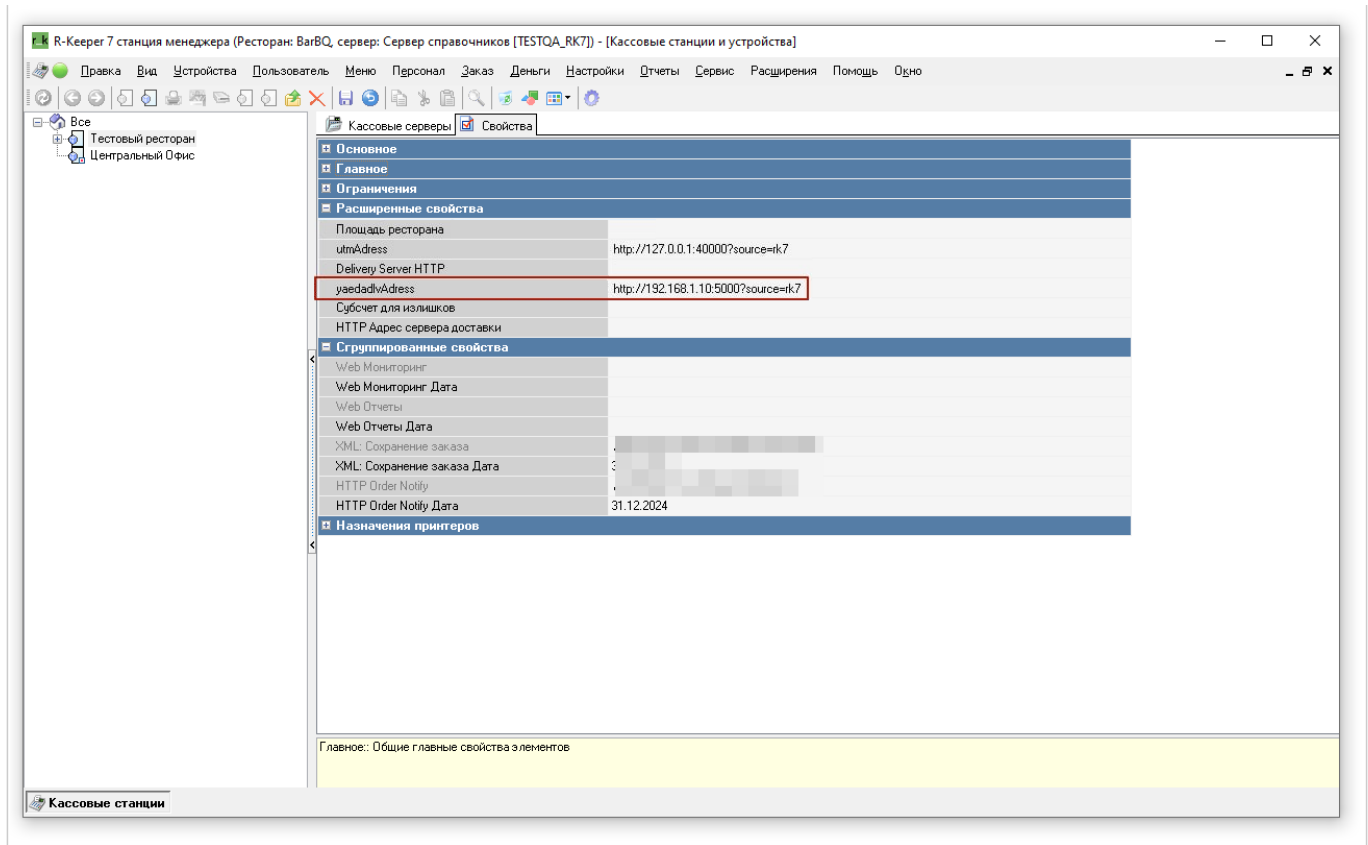 R-Keeper 7 станция менеджера (Ресторан: BarBQ, сервер: Сервер справочников [TESTQA_RK7]) - [Кассовые станции и устройства]
Правка Вид Устройства Пользователь Меню Персонал Заказ Деньги Настройки Отчеты Сервис Расширения Помощь Окно
Все
Тестовый ресторан
Центральный Офис
Кассовые серверы Свойства
Основное
Главное
Ограничения
Расширенные свойства
Площадь ресторана
utmAdress http://127.0.0.1:40000?source=rk7
Delivery Server HTTP
yaedadlvAdress http://192.168.1.10:5000?source=rk7
Субсчет для излишков
HTTP Адрес сервера доставки
Сгруппированные свойства
Web Мониторинг
Web Мониторинг Дата
Web Отчеты
Web Отчеты Дата
XML: Сохранение заказа
XML: Сохранение заказа Дата
HTTP Order Notify
HTTP Order Notify Дата 31.12.2024
Назначения принтеров
Главное:: Общие главные свойства элементов
Кассовые станции